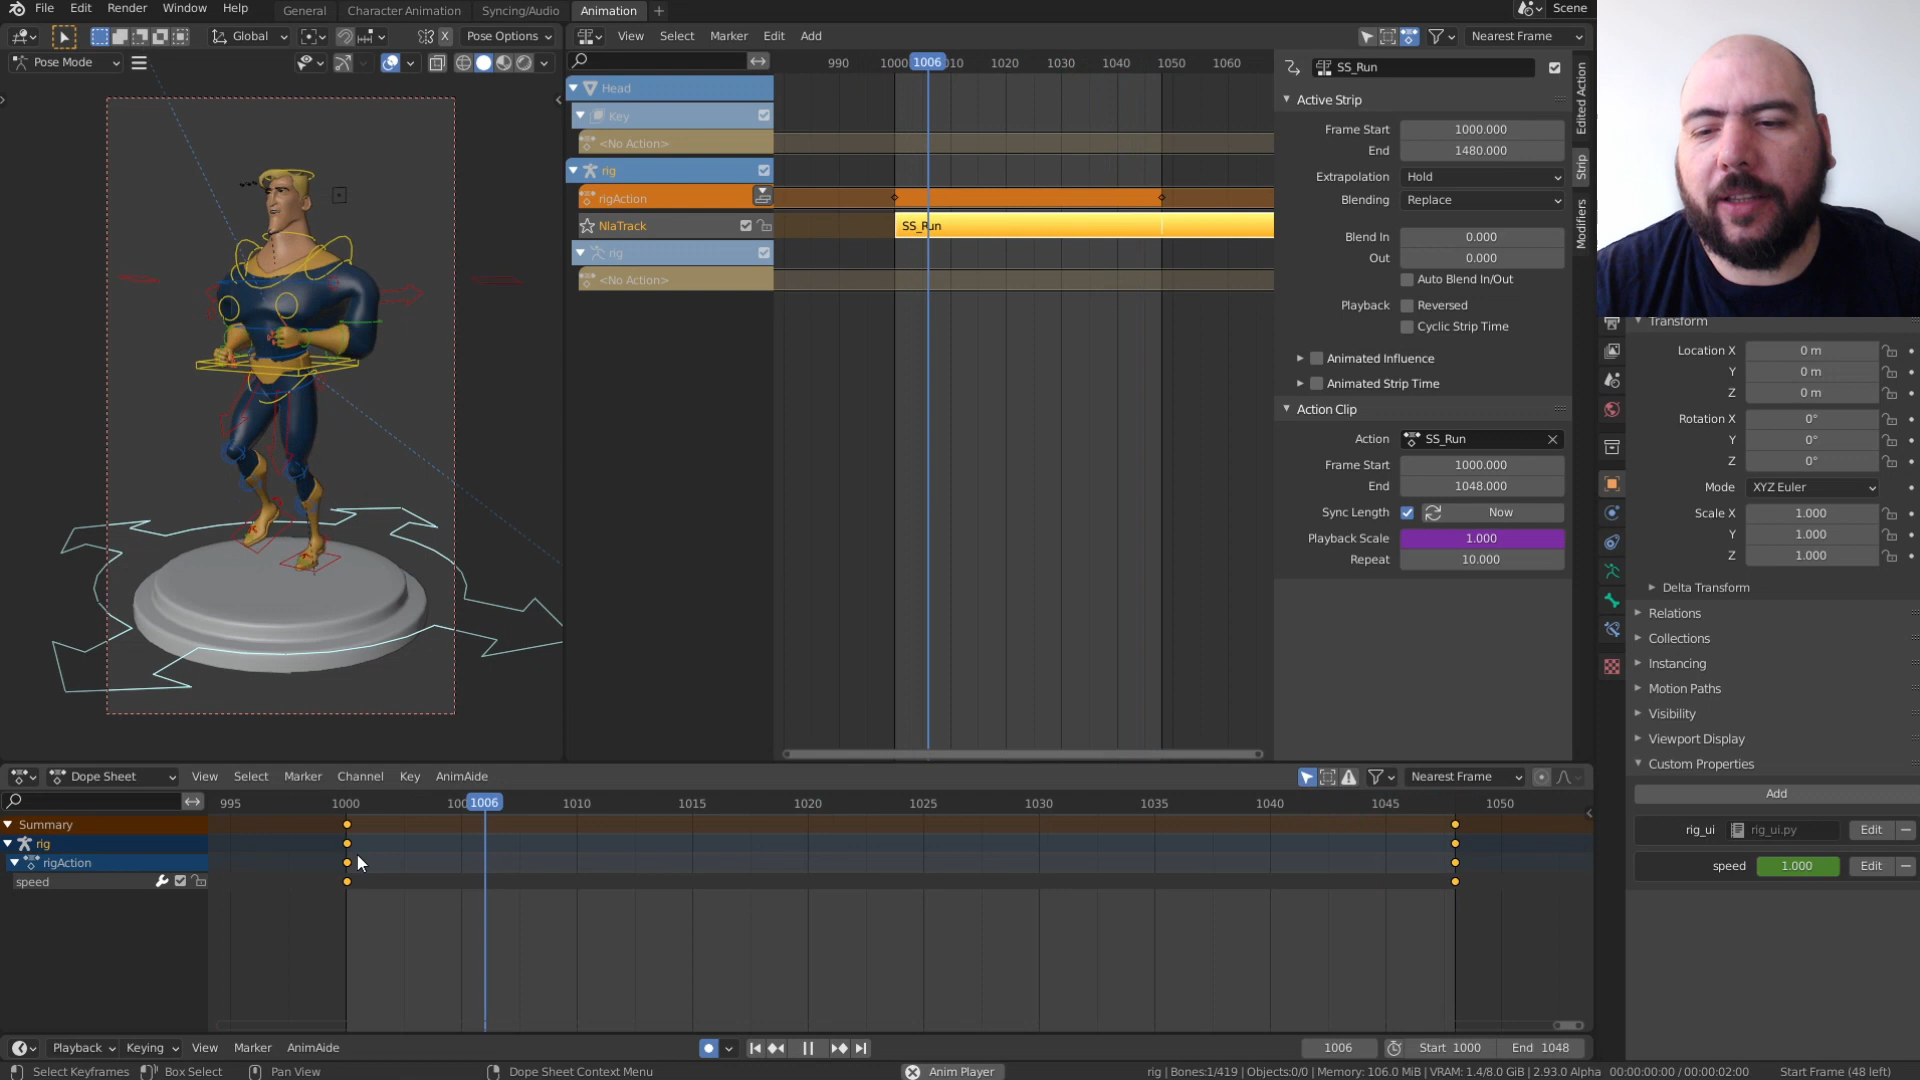 File Edit Render Window Help General Character Animation Syncing/Audio Animation + Scene
Global X Pose Options View Select Marker Edit Add Nearest Frame
Pose Mode
990 1000 1006 10 1020 1030 1040 1050 1060
SS_Run
Head
Key
<No Action>
rig
rigAction
NlaTrack
SS_Run
rig
<No Action>
Active Strip
Frame Start 1000.000
End 1480.000
Extrapolation Hold
Blending Replace
Blend In 0.000
Out 0.000
Auto Blend In/Out
Playback Reversed
Cyclic Strip Time
Animated Influence
Animated Strip Time
Action Clip
Action SS_Run
Frame Start 1000.000
End 1048.000
Sync Length Now
Playback Scale 1.000
Repeat 10.000
Edited Action
Strip
Modifiers
Transform
Location X 0 m
Y 0 m
Z 0 m
Rotation X 0°
Y 0°
Z 0°
Mode XYZ Euler
Scale X 1.000
Y 1.000
Z 1.000
Delta Transform
Relations
Collections
Instancing
Motion Paths
Visibility
Viewport Display
Custom Properties
Add
rig_ui rig_ui.py Edit
speed 1.000 Edit
Dope Sheet View Select Marker Channel Key AnimAide Nearest Frame
995 1000 100 1006 1010 1015 1020 1025 1030 1035 1040 1045 1050
Summary
rig
rigAction
speed
Playback Keying View Marker AnimAide 1006 Start 1000 End 1048
Select Keyframes Box Select Pan View Dope Sheet Context Menu Anim Player rig | Bones:1/419 | Objects:0/0 | Memory: 106.0 MiB | VRAM: 1.4/8.0 GiB | 2.93.0 Alpha 00:00:00:00 / 00:00:02:00 Start Frame (48 left)